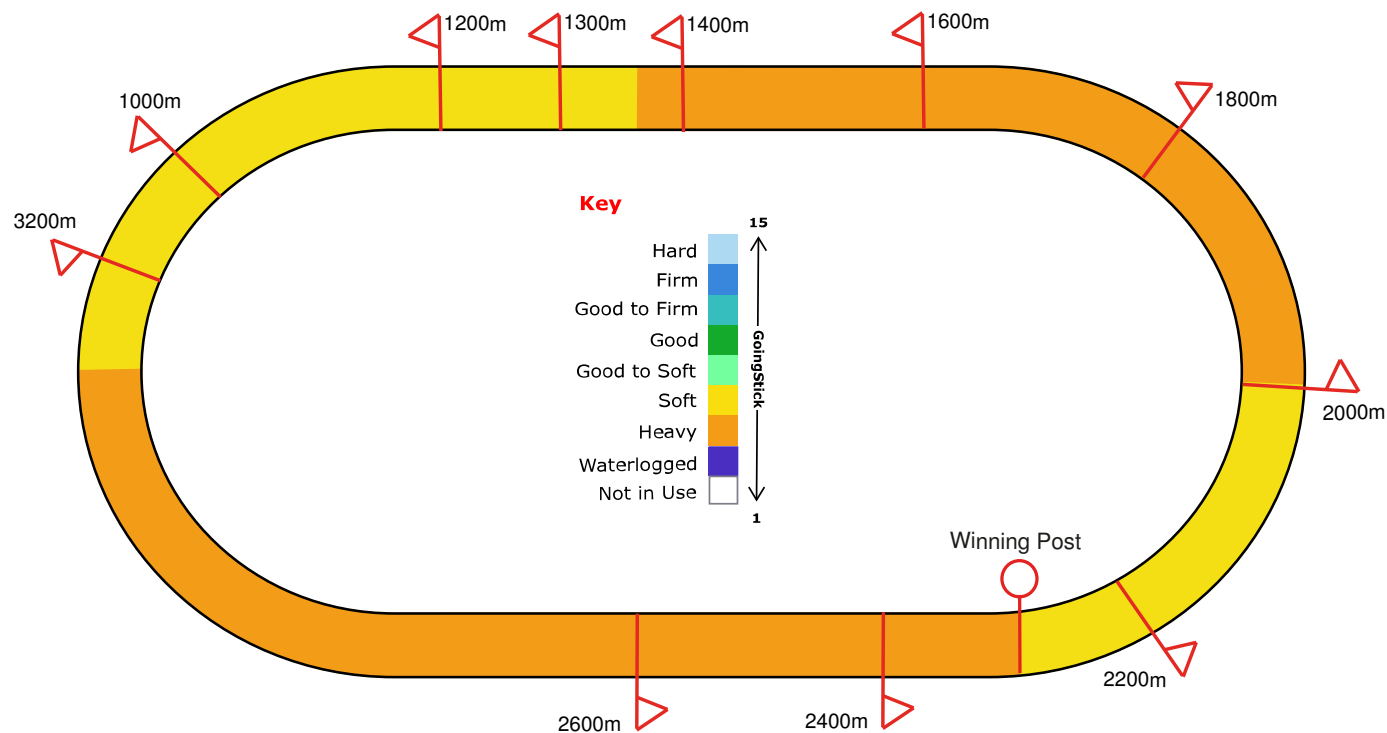 1200m
1300m
1400m
1600m
1000m
1800m
3200m
Key
15
Hard
Firm
Good to Firm
Good
Good to Soft
Soft
Heavy
Waterlogged
Not in Use
GoingStick
1
2000m
Winning Post
2200m
2600m
2400m